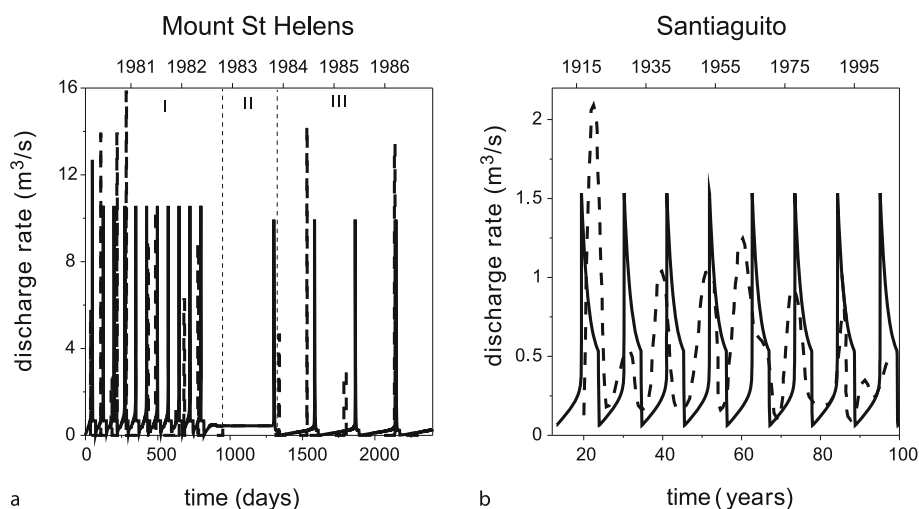 Mount St Helens
1981 1982 1983 1984 1985 1986
16
12
8
4
0
I II III
discharge rate (m³/s)
0 500 1000 1500 2000
time (days)
a
Santiaguito
1915 1935 1955 1975 1995
2
1.5
1
0.5
0
discharge rate (m³/s)
20 40 60 80 100
time (years)
b